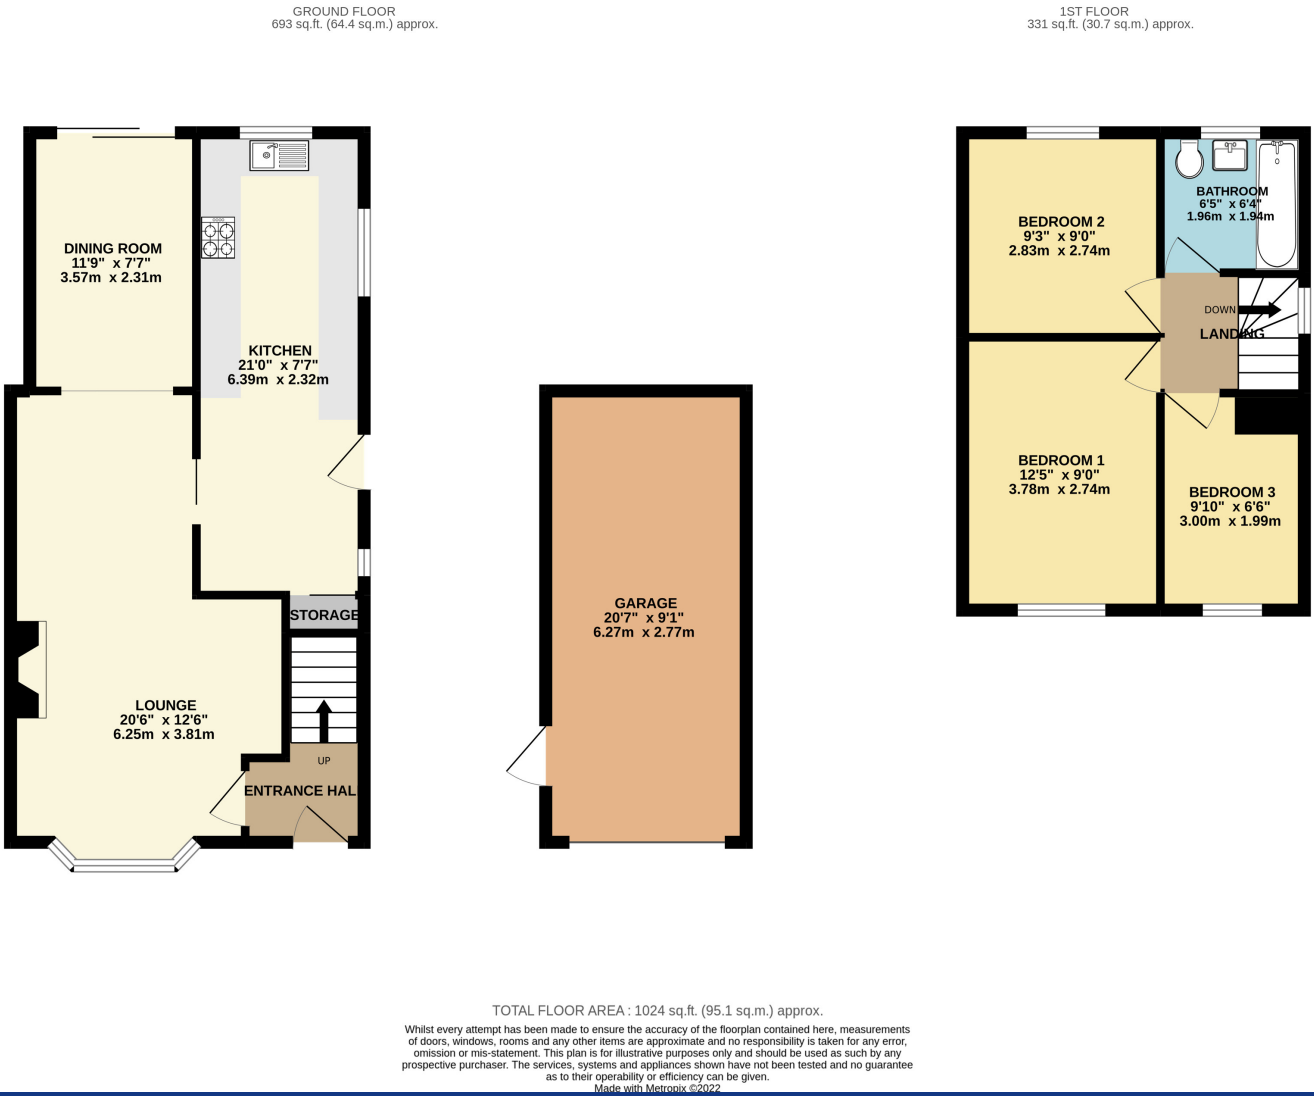 GROUND FLOOR
693 sq.ft. (64.4 sq.m.) approx.
1ST FLOOR
331 sq.ft. (30.7 sq.m.) approx.
DINING ROOM
11'9"  x 7'7"
3.57m  x 2.31m
KITCHEN
21'0"  x 7'7"
6.39m  x 2.32m
STORAGE
LOUNGE
20'6"  x 12'6"
6.25m  x 3.81m
UP
ENTRANCE HAL
GARAGE
20'7"  x 9'1"
6.27m  x 2.77m
BEDROOM 2
9'3"  x 9'0"
2.83m  x 2.74m
BATHROOM
6'5"  x 6'4"
1.96m  x 1.94m
DOWN
LANDING
BEDROOM 1
12'5"  x 9'0"
3.78m  x 2.74m
BEDROOM 3
9'10"  x 6'6"
3.00m  x 1.99m
TOTAL FLOOR AREA : 1024 sq.ft. (95.1 sq.m.) approx.
Whilst every attempt has been made to ensure the accuracy of the floorplan contained here, measurements
of doors, windows, rooms and any other items are approximate and no responsibility is taken for any error,
omission or mis-statement. This plan is for illustrative purposes only and should be used as such by any
prospective purchaser. The services, systems and appliances shown have not been tested and no guarantee
as to their operability or efficiency can be given.
Made with Metropix ©2022